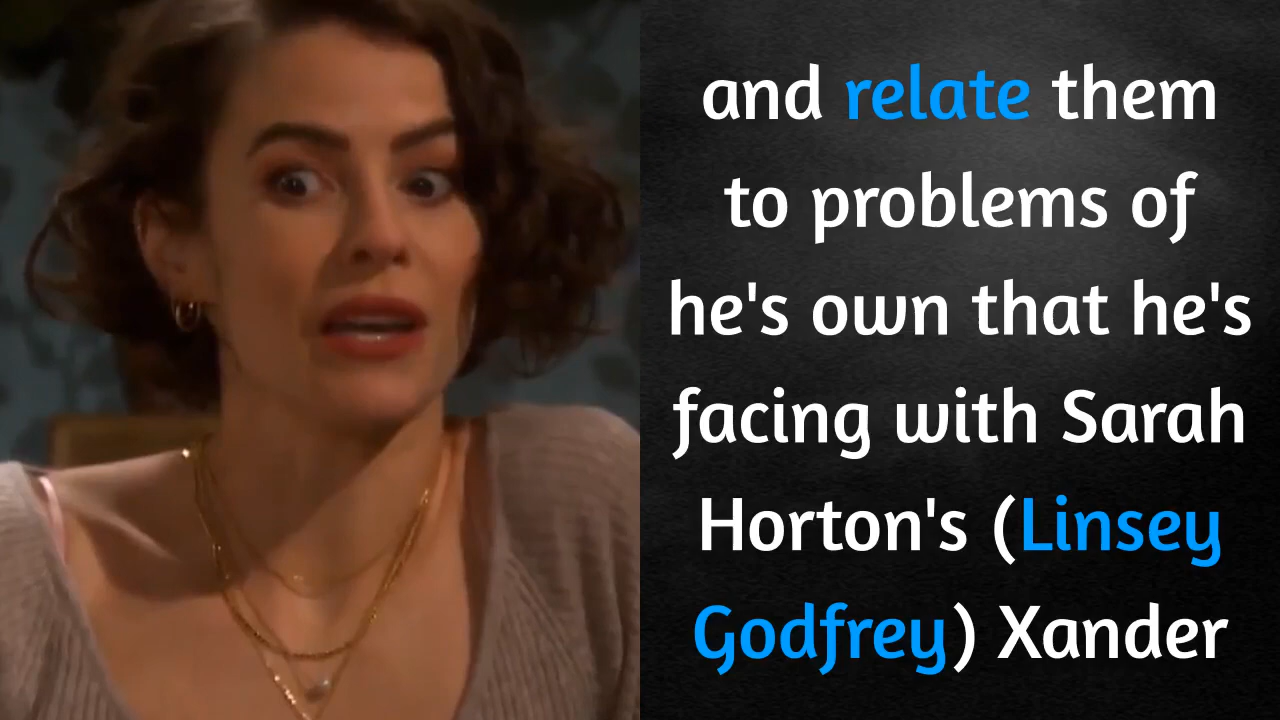 and relate them
to problems of
he's own that he's
facing with Sarah
Horton's (Linsey
Godfrey) Xander